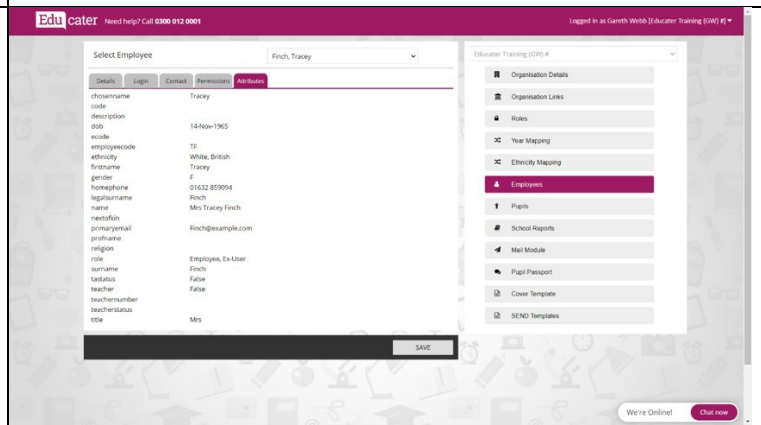 Edu cater Need help? Call 0300 012 0001
Logged in as Gareth Webb [Educater Training (GW) #]
Select Employee
Finch, Tracey
Details Login Contact Permissions Attributes
chosenname Tracey
code
description
dob 14-Nov-1965
ecode
employeecode TF
ethnicity White, British
firstname Tracey
gender F
homephone 01632 859094
legalsurname Finch
name Mrs Tracey Finch
nextofkin
primaryemail Finch@example.com
profname
religion
role Employee, Ex-User
surname Finch
tastatus False
teacher False
teachernumber
teacherstatus
title Mrs
SAVE
Educater Training (GW) #
Organisation Details
Organisation Links
Roles
Year Mapping
Ethnicity Mapping
Employees
Pupils
School Reports
Mail Module
Pupil Passport
Cover Template
SEND Templates
We're Online! Chat now